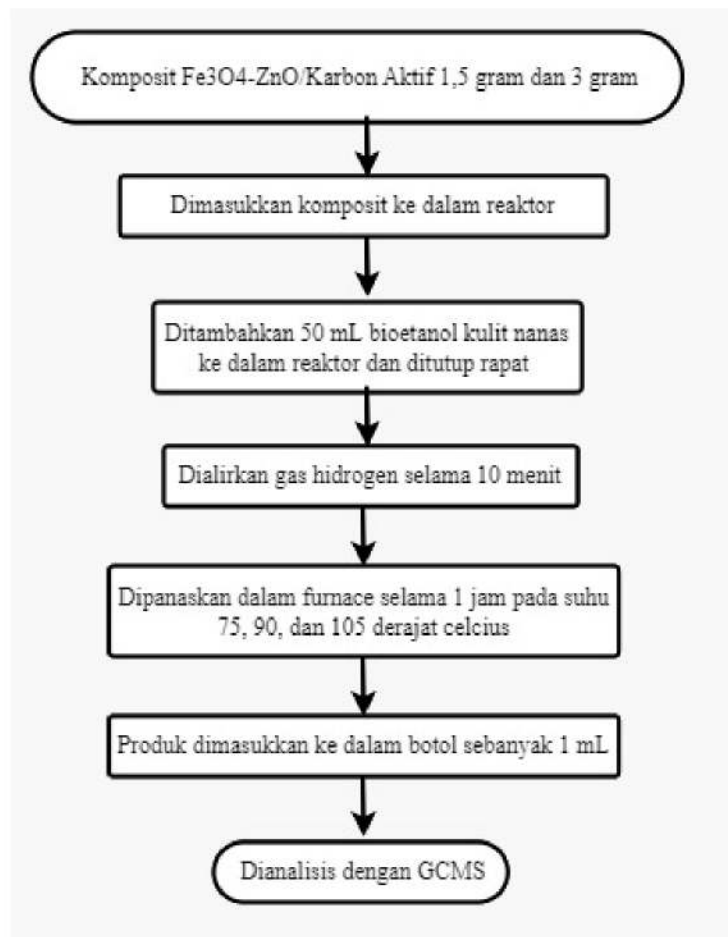 Komposit Fe3O4-ZnO/Karbon Aktif 1,5 gram dan 3 gram
Dimasukkan komposit ke dalam reaktor
Ditambahkan 50 mL bioetanol kulit nanas
ke dalam reaktor dan ditutup rapat
Dialirkan gas hidrogen selama 10 menit
Dipanaskan dalam furnace selama 1 jam pada suhu
75, 90, dan 105 derajat celcius
Produk dimasukkan ke dalam botol sebanyak 1 mL
Dianalisis dengan GCMS